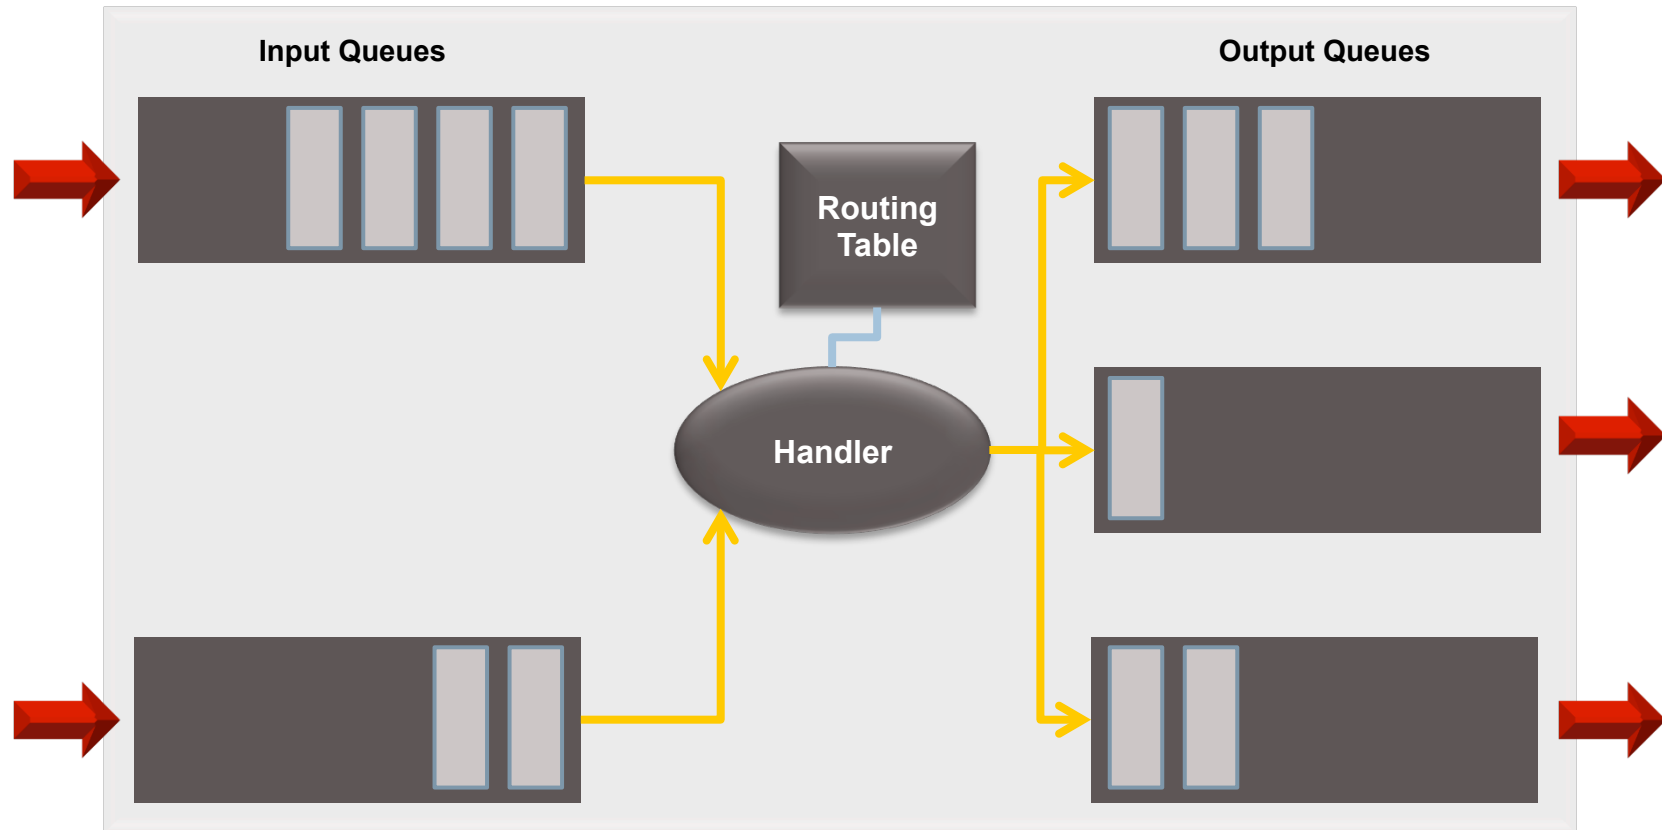 Input Queues
Output Queues
Routing
Table
Handler